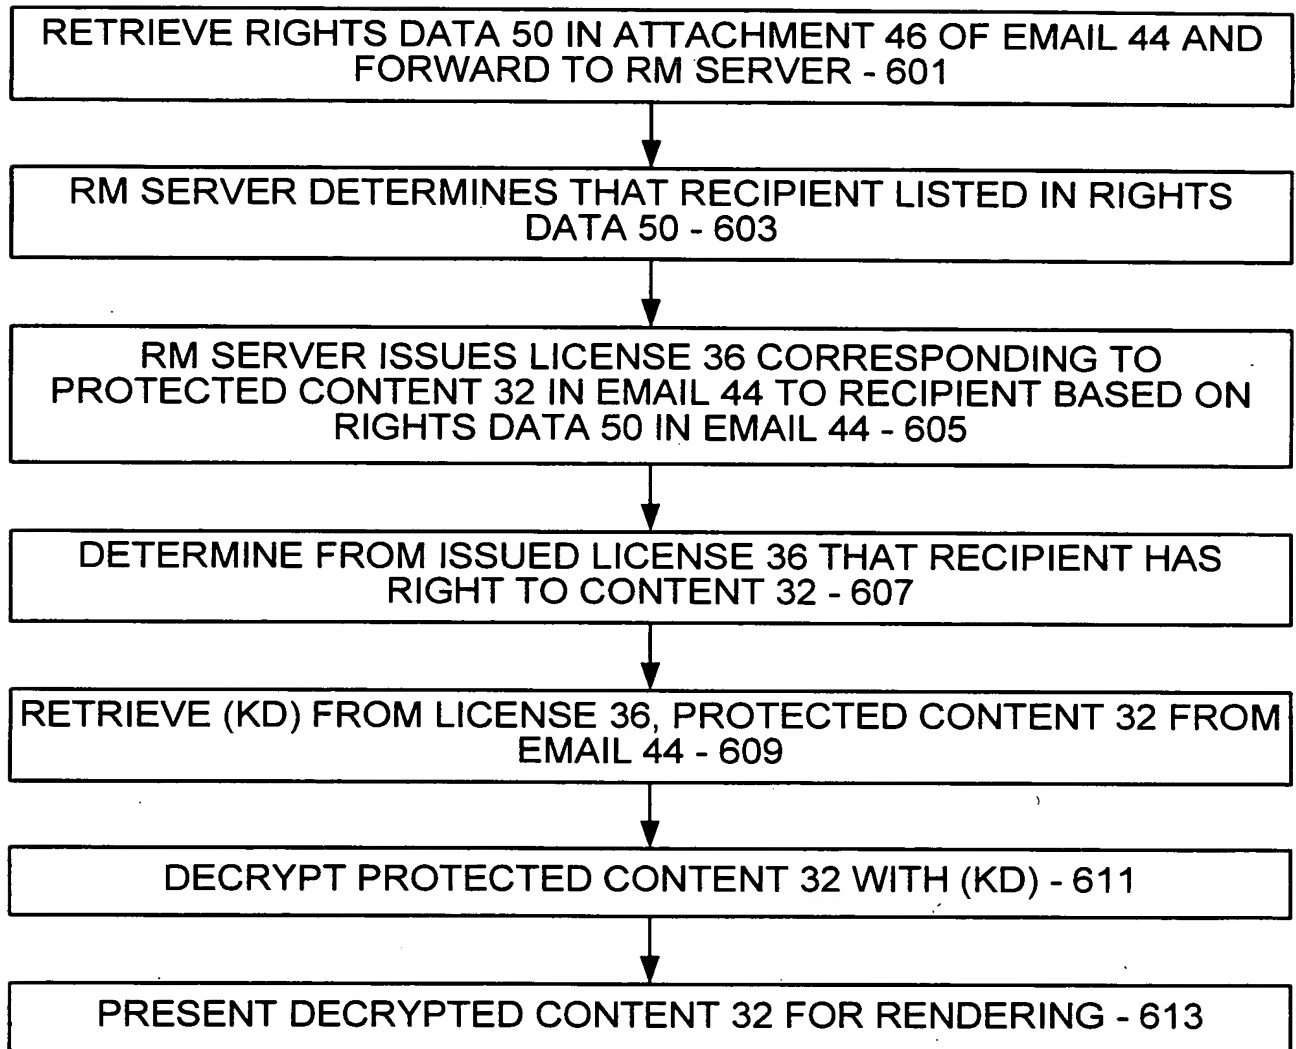 RETRIEVE RIGHTS DATA 50 IN ATTACHMENT 46 OF EMAIL 44 AND
FORWARD TO RM SERVER - 601
RM SERVER DETERMINES THAT RECIPIENT LISTED IN RIGHTS
DATA 50 - 603
RM SERVER ISSUES LICENSE 36 CORRESPONDING TO
PROTECTED CONTENT 32 IN EMAIL 44 TO RECIPIENT BASED ON
RIGHTS DATA 50 IN EMAIL 44 - 605
DETERMINE FROM ISSUED LICENSE 36 THAT RECIPIENT HAS
RIGHT TO CONTENT 32 - 607
RETRIEVE (KD) FROM LICENSE 36, PROTECTED CONTENT 32 FROM
EMAIL 44 - 609
DECRYPT PROTECTED CONTENT 32 WITH (KD) - 611
PRESENT DECRYPTED CONTENT 32 FOR RENDERING - 613